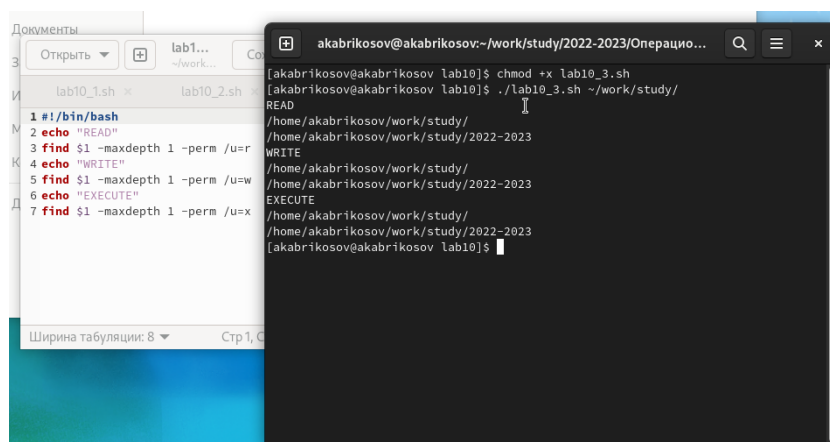 Документы
Открыть
lab1...
~/work...
lab10_1.sh ×
lab10_2.sh ×
1 #!/bin/bash
2 echo "READ"
3 find $1 -maxdepth 1 -perm /u=r
4 echo "WRITE"
5 find $1 -maxdepth 1 -perm /u=w
6 echo "EXECUTE"
7 find $1 -maxdepth 1 -perm /u=x
Ширина табуляции: 8
Стр 1,
akabrikosov@akabrikosov:~/work/study/2022-2023/Операцио...
[akabrikosov@akabrikosov lab10]$ chmod +x lab10_3.sh
[akabrikosov@akabrikosov lab10]$ ./lab10_3.sh ~/work/study/
READ
/home/akabrikosov/work/study/
/home/akabrikosov/work/study/2022-2023
WRITE
/home/akabrikosov/work/study/
/home/akabrikosov/work/study/2022-2023
EXECUTE
/home/akabrikosov/work/study/
/home/akabrikosov/work/study/2022-2023
[akabrikosov@akabrikosov lab10]$